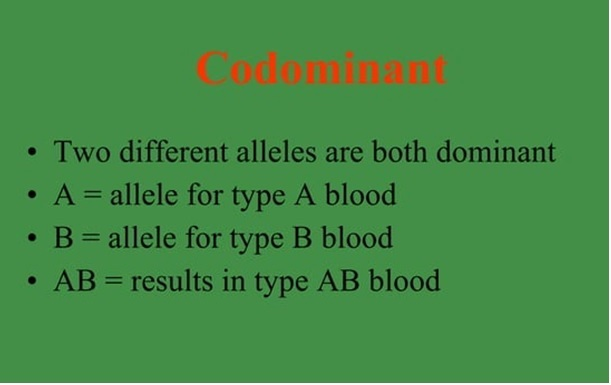 Codominant
• Two different alleles are both dominant
• A = allele for type A blood
• B = allele for type B blood
• AB = results in type AB blood